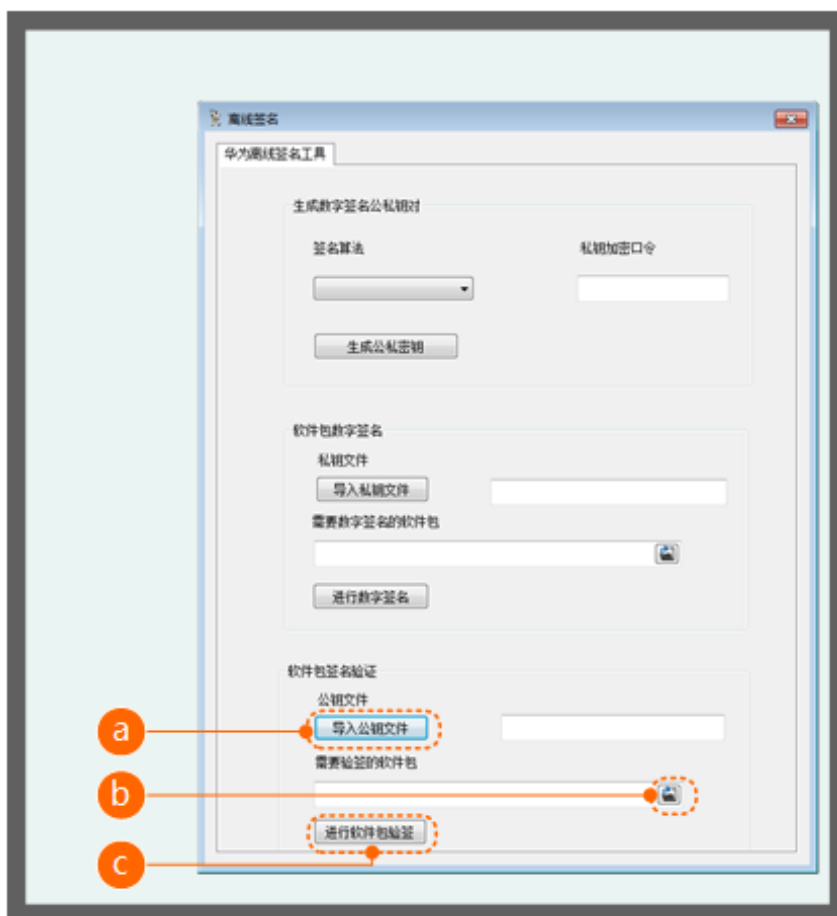 离线签名
华为离线签名工具
生成数字签名公私钥对
签名算法 私钥加密口令
生成公私密钥
软件包数字签名
私钥文件
导入私钥文件
需要数字签名的软件包
进行数字签名
软件包签名验证
公钥文件
a 导入公钥文件
需要验签的软件包
b
进行软件包验签
c